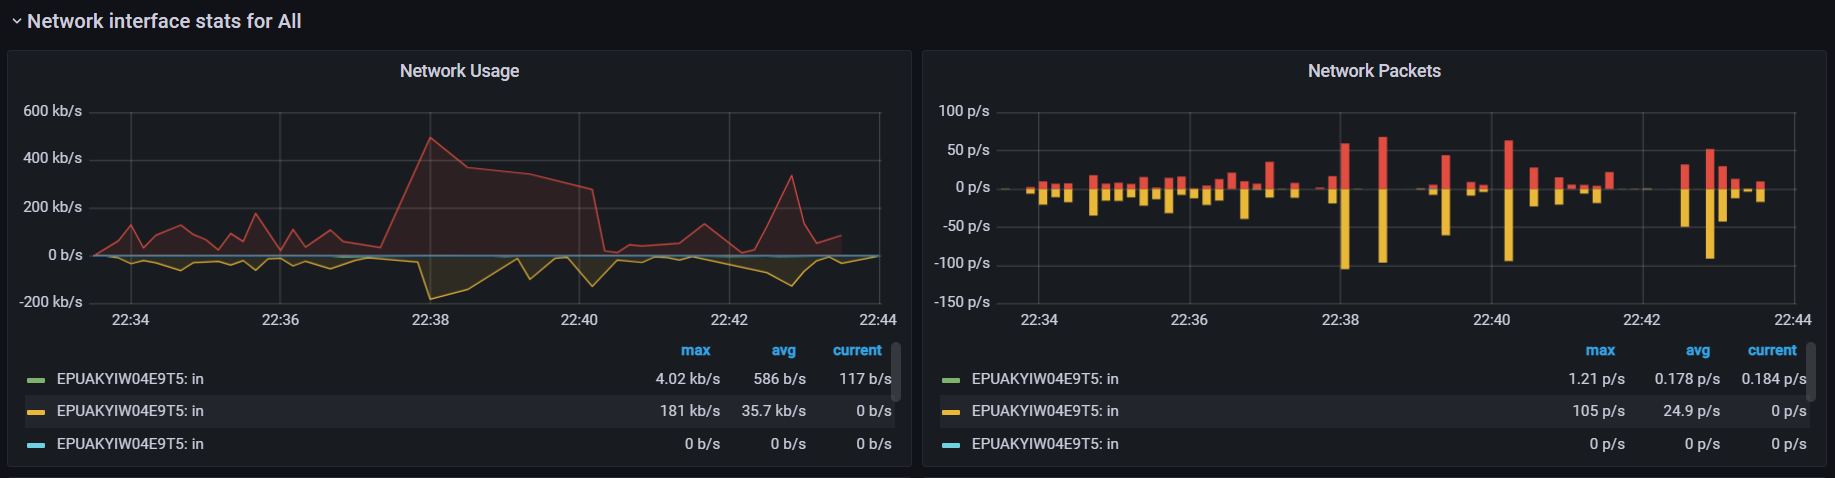 Network interface stats for All
Network Usage
600 kb/s
400 kb/s
200 kb/s
0 b/s
-200 kb/s
22:34 22:36 22:38 22:40 22:42 22:44
max avg current
EPUAKYIW04E9T5: in 4.02 kb/s 586 b/s 117 b/s
EPUAKYIW04E9T5: in 181 kb/s 35.7 kb/s 0 b/s
EPUAKYIW04E9T5: in 0 b/s 0 b/s 0 b/s
Network Packets
100 p/s
50 p/s
0 p/s
-50 p/s
-100 p/s
-150 p/s
22:34 22:36 22:38 22:40 22:42 22:44
max avg current
EPUAKYIW04E9T5: in 1.21 p/s 0.178 p/s 0.184 p/s
EPUAKYIW04E9T5: in 105 p/s 24.9 p/s 0 p/s
EPUAKYIW04E9T5: in 0 p/s 0 p/s 0 p/s